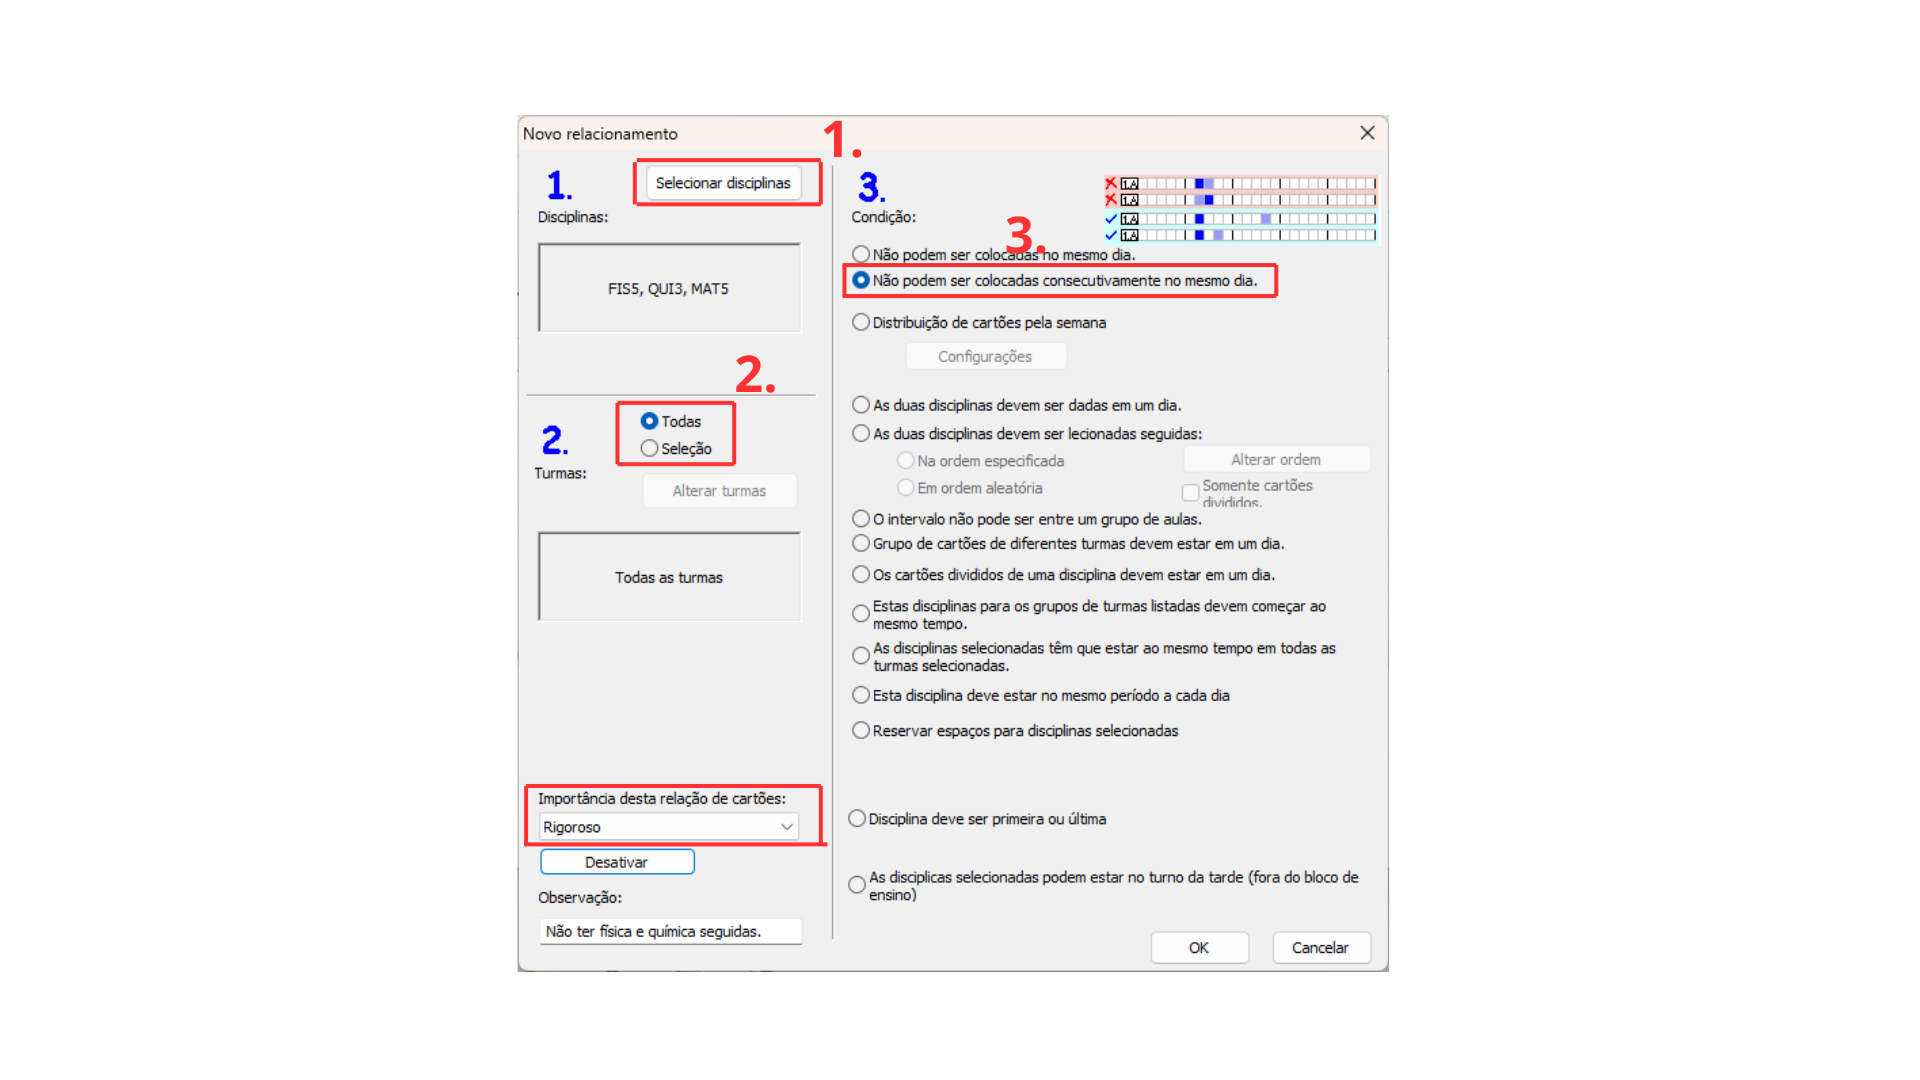 Novo relacionamento
1.
1.
Selecionar disciplinas
Disciplinas:
FIS5, QUI3, MAT5
2.
2.
Todas
Seleção
Turmas:
Alterar turmas
Todas as turmas
Importância desta relação de cartões:
Rigoroso
Desativar
Observação:
Não ter física e química seguidas.
3.
Condição:
1.A
1.A
1.A
1.A
3.
Não podem ser colocadas no mesmo dia.
Não podem ser colocadas consecutivamente no mesmo dia.
Distribuição de cartões pela semana
Configurações
As duas disciplinas devem ser dadas em um dia.
As duas disciplinas devem ser lecionadas seguidas:
Na ordem especificada
Alterar ordem
Em ordem aleatória
Somente cartões
divididos.
O intervalo não pode ser entre um grupo de aulas.
Grupo de cartões de diferentes turmas devem estar em um dia.
Os cartões divididos de uma disciplina devem estar em um dia.
Estas disciplinas para os grupos de turmas listadas devem começar ao
mesmo tempo.
As disciplinas selecionadas têm que estar ao mesmo tempo em todas as
turmas selecionadas.
Esta disciplina deve estar no mesmo período a cada dia
Reservar espaços para disciplinas selecionadas
Disciplina deve ser primeira ou última
As disciplicas selecionadas podem estar no turno da tarde (fora do bloco de
ensino)
OK
Cancelar